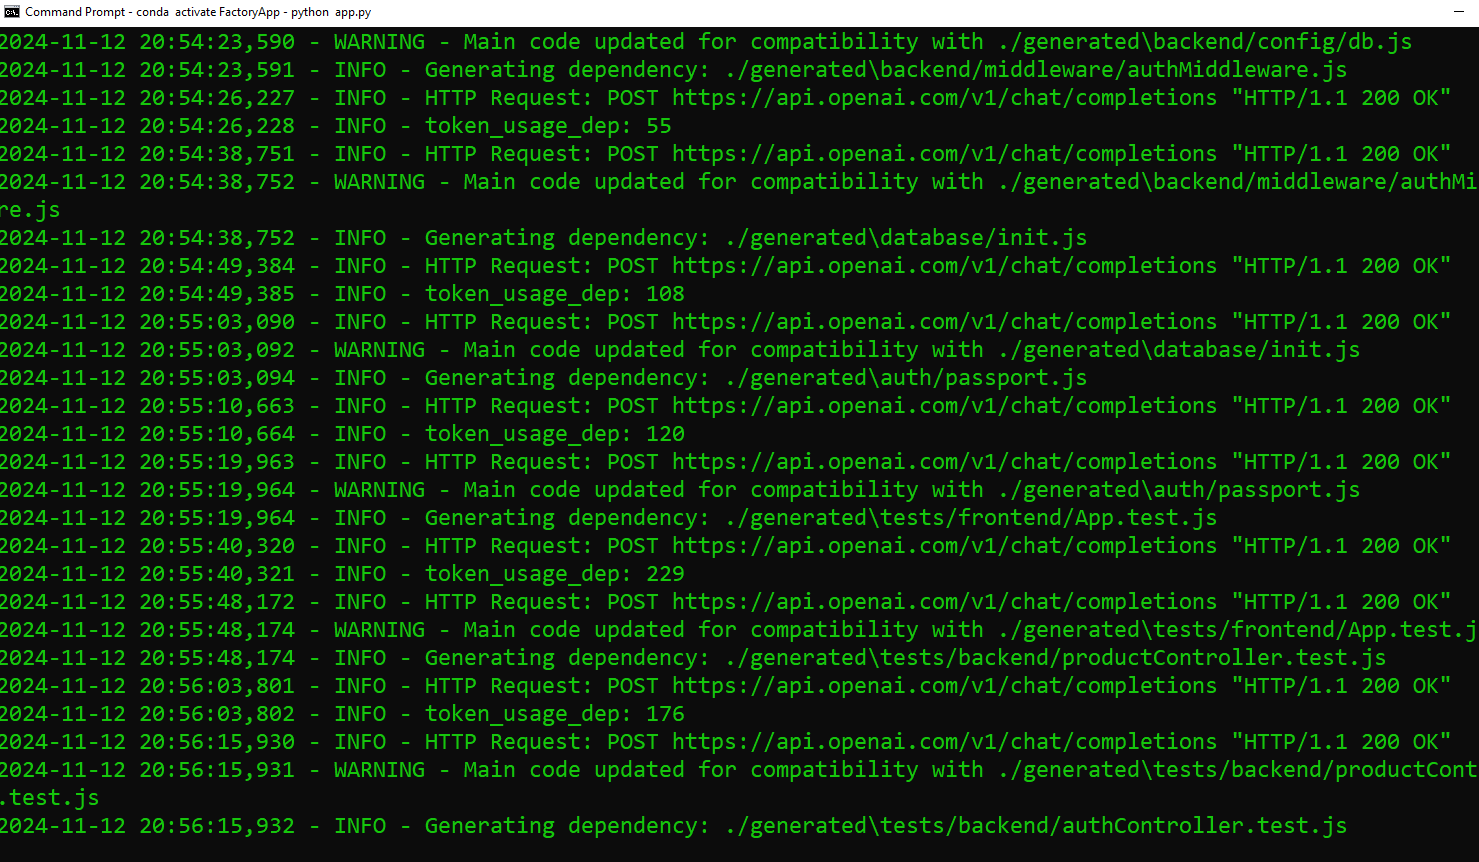 Command Prompt - conda  activate FactoryApp - python  app.py
2024-11-12 20:54:23,590 - WARNING - Main code updated for compatibility with ./generated\backend/config/db.js
2024-11-12 20:54:23,591 - INFO - Generating dependency: ./generated\backend/middleware/authMiddleware.js
2024-11-12 20:54:26,227 - INFO - HTTP Request: POST https://api.openai.com/v1/chat/completions "HTTP/1.1 200 OK"
2024-11-12 20:54:26,228 - INFO - token_usage_dep: 55
2024-11-12 20:54:38,751 - INFO - HTTP Request: POST https://api.openai.com/v1/chat/completions "HTTP/1.1 200 OK"
2024-11-12 20:54:38,752 - WARNING - Main code updated for compatibility with ./generated\backend/middleware/authMi
re.js
2024-11-12 20:54:38,752 - INFO - Generating dependency: ./generated\database/init.js
2024-11-12 20:54:49,384 - INFO - HTTP Request: POST https://api.openai.com/v1/chat/completions "HTTP/1.1 200 OK"
2024-11-12 20:54:49,385 - INFO - token_usage_dep: 108
2024-11-12 20:55:03,090 - INFO - HTTP Request: POST https://api.openai.com/v1/chat/completions "HTTP/1.1 200 OK"
2024-11-12 20:55:03,092 - WARNING - Main code updated for compatibility with ./generated\database/init.js
2024-11-12 20:55:03,094 - INFO - Generating dependency: ./generated\auth/passport.js
2024-11-12 20:55:10,663 - INFO - HTTP Request: POST https://api.openai.com/v1/chat/completions "HTTP/1.1 200 OK"
2024-11-12 20:55:10,664 - INFO - token_usage_dep: 120
2024-11-12 20:55:19,963 - INFO - HTTP Request: POST https://api.openai.com/v1/chat/completions "HTTP/1.1 200 OK"
2024-11-12 20:55:19,964 - WARNING - Main code updated for compatibility with ./generated\auth/passport.js
2024-11-12 20:55:19,964 - INFO - Generating dependency: ./generated\tests/frontend/App.test.js
2024-11-12 20:55:40,320 - INFO - HTTP Request: POST https://api.openai.com/v1/chat/completions "HTTP/1.1 200 OK"
2024-11-12 20:55:40,321 - INFO - token_usage_dep: 229
2024-11-12 20:55:48,172 - INFO - HTTP Request: POST https://api.openai.com/v1/chat/completions "HTTP/1.1 200 OK"
2024-11-12 20:55:48,174 - WARNING - Main code updated for compatibility with ./generated\tests/frontend/App.test.j
2024-11-12 20:55:48,174 - INFO - Generating dependency: ./generated\tests/backend/productController.test.js
2024-11-12 20:56:03,801 - INFO - HTTP Request: POST https://api.openai.com/v1/chat/completions "HTTP/1.1 200 OK"
2024-11-12 20:56:03,802 - INFO - token_usage_dep: 176
2024-11-12 20:56:15,930 - INFO - HTTP Request: POST https://api.openai.com/v1/chat/completions "HTTP/1.1 200 OK"
2024-11-12 20:56:15,931 - WARNING - Main code updated for compatibility with ./generated\tests/backend/productCont
.test.js
2024-11-12 20:56:15,932 - INFO - Generating dependency: ./generated\tests/backend/authController.test.js